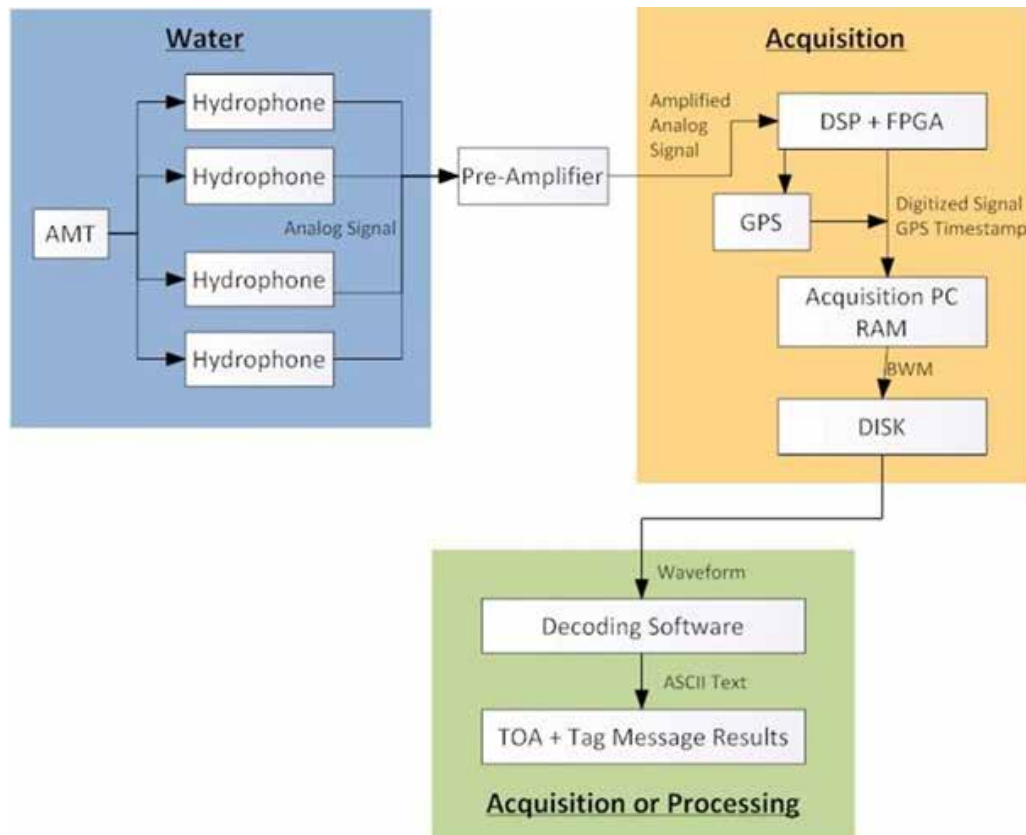 Water
Hydrophone
Hydrophone
AMT
Analog Signal
Hydrophone
Hydrophone
Pre-Amplifier
Acquisition
Amplified
Analog
Signal
DSP + FPGA
GPS
Digitized Signal
GPS Timestamp
Acquisition PC
RAM
BWM
DISK
Waveform
Decoding Software
ASCII Text
TOA + Tag Message Results
Acquisition or Processing